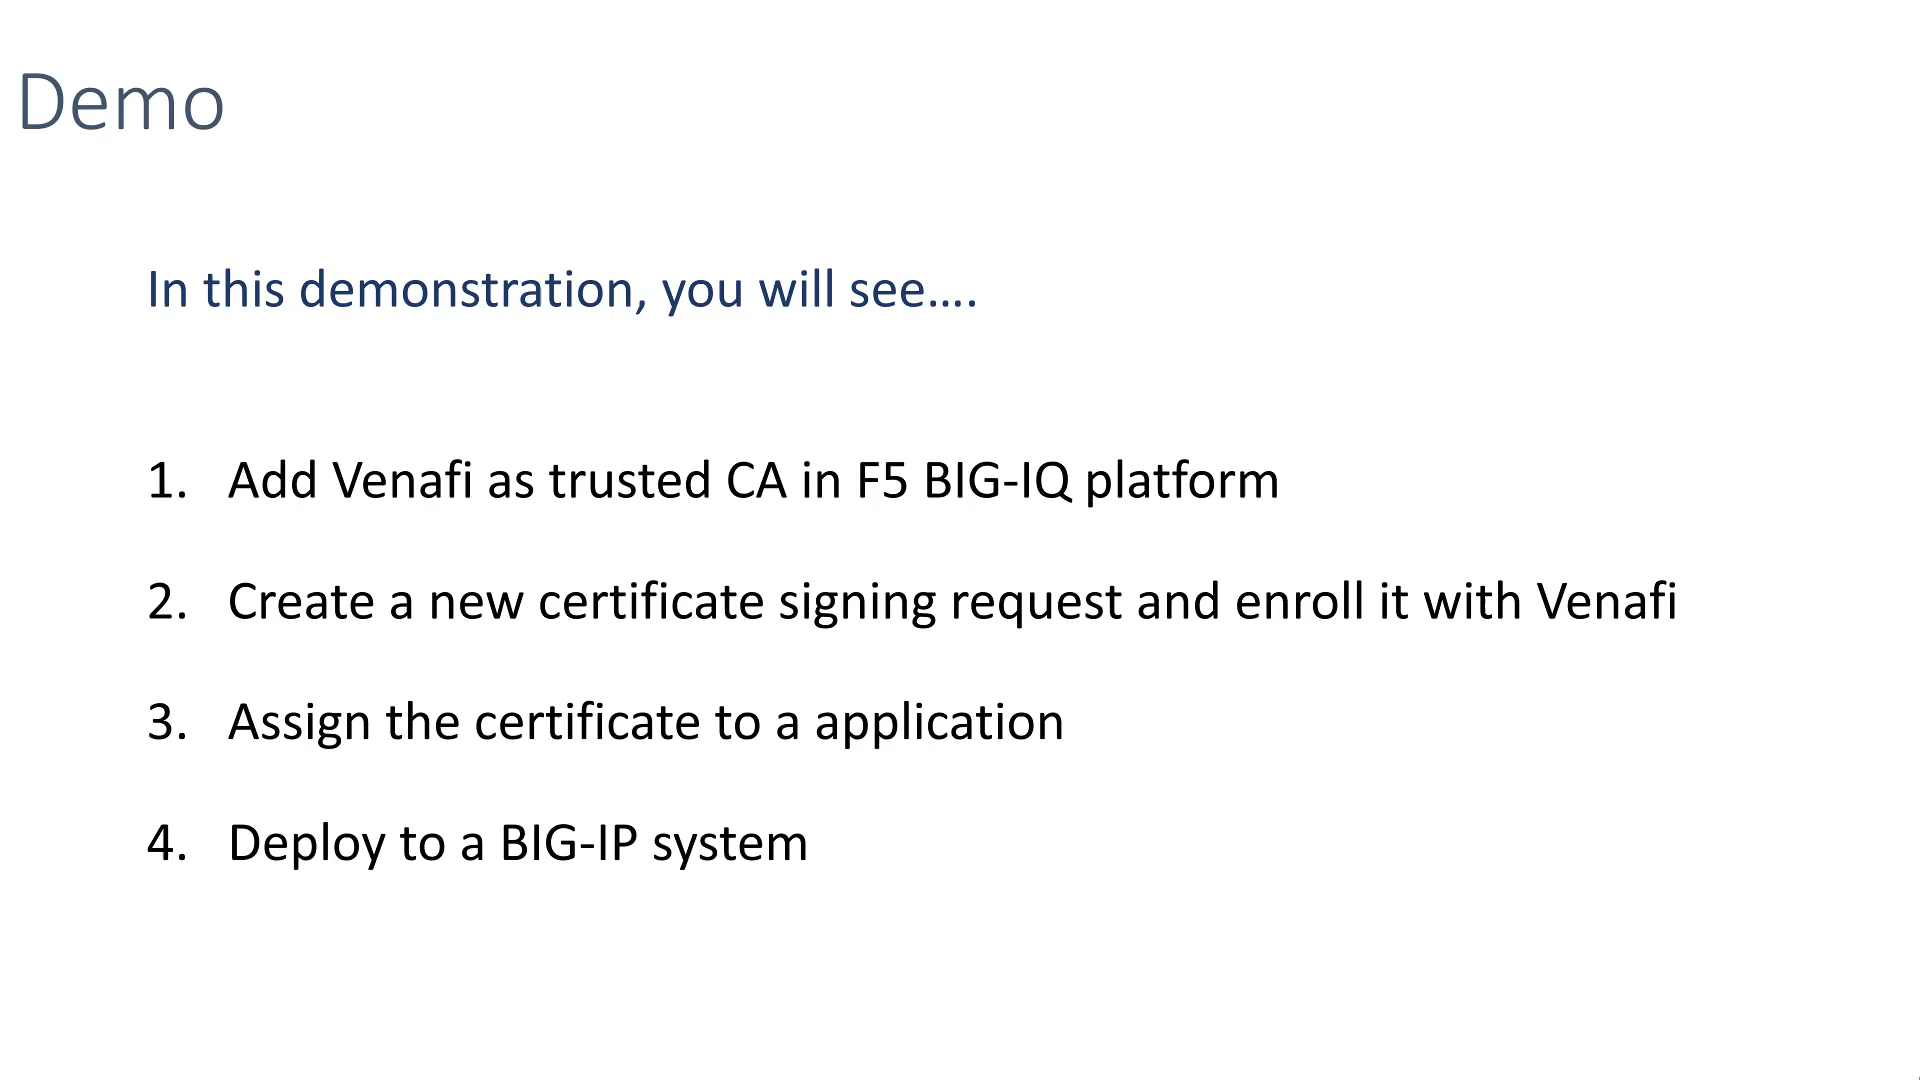 Demo
In this demonstration, you will see....
1. Add Venafi as trusted CA in F5 BIG-IQ platform
2. Create a new certificate signing request and enroll it with Venafi
3. Assign the certificate to a application
4. Deploy to a BIG-IP system